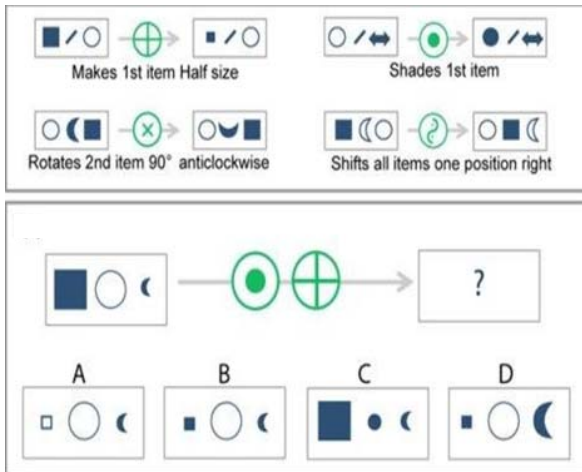 Makes 1st item Half size
Shades 1st item
Rotates 2nd item 90° anticlockwise
Shifts all items one position right
?
A B C D